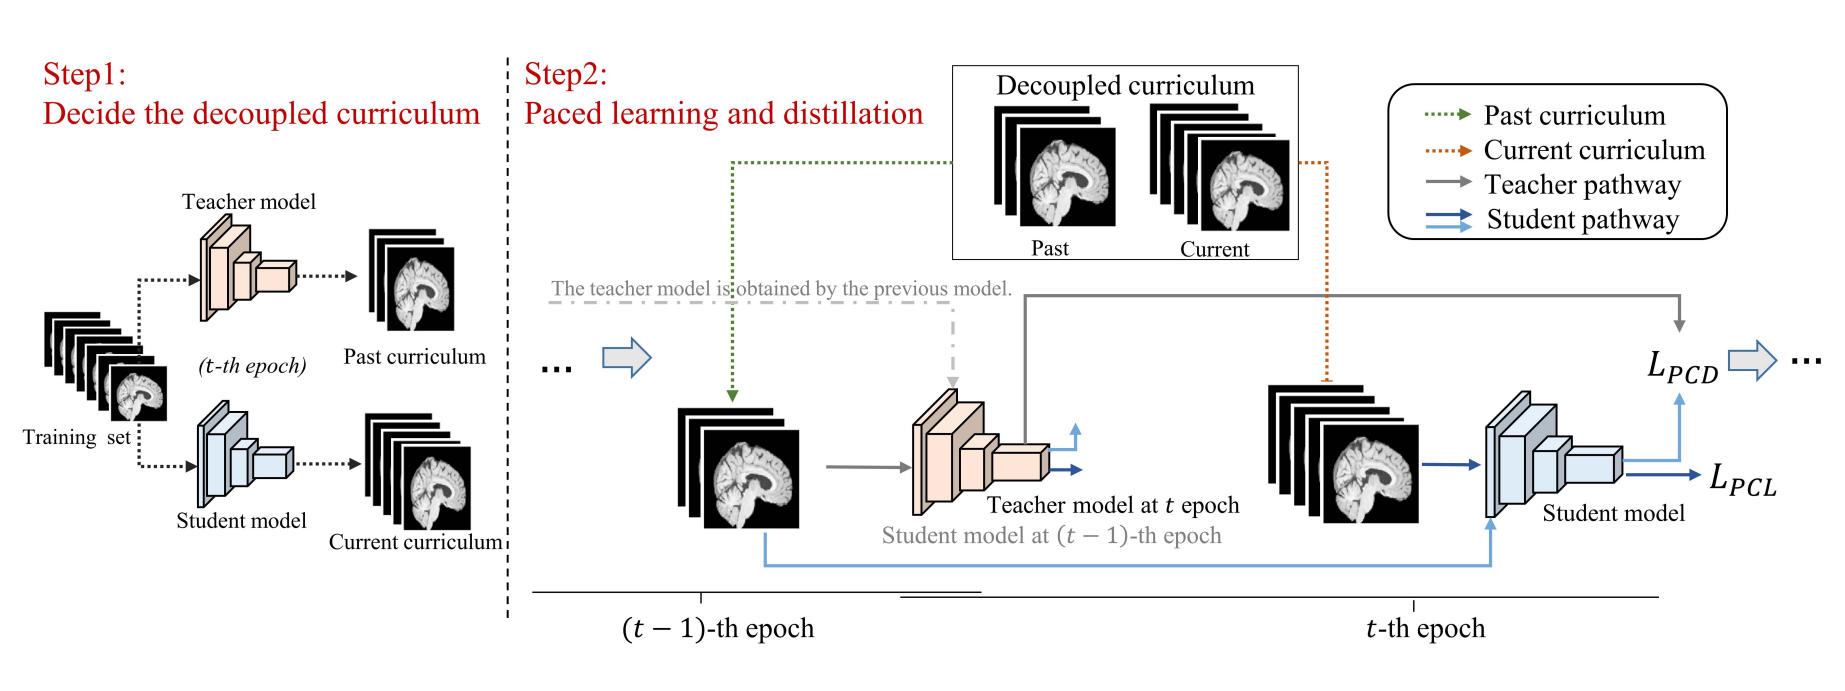 Step1:
Decide the decoupled curriculum
Teacher model
Past curriculum
(t-th epoch)
Training set
Student model
Current curriculum
Step2:
Paced learning and distillation
Decoupled curriculum
Past
Current
Past curriculum
Current curriculum
Teacher pathway
Student pathway
The teacher model is obtained by the previous model.
...
Teacher model at t epoch
Student model at (t − 1)-th epoch
Student model
L_{PCD}
...
L_{PCL}
(t − 1)-th epoch
t-th epoch